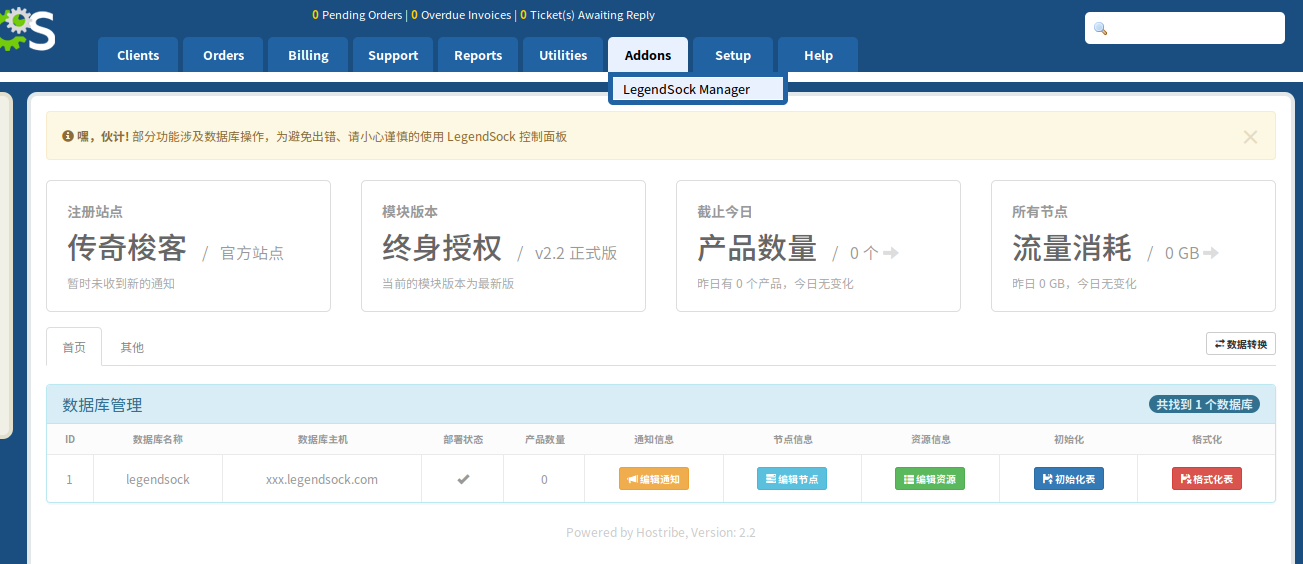 0 Pending Orders | 0 Overdue Invoices | 0 Ticket(s) Awaiting Reply
S
Clients Orders Billing Support Reports Utilities Addons Setup Help
LegendSock Manager
嘿，伙计! 部分功能涉及数据库操作，为避免出错、请小心谨慎的使用 LegendSock 控制面板 ×
注册站点 模块版本 截止今日 所有节点
传奇梭客 / 官方站点 终身授权 / v2.2 正式版 产品数量 / 0 个 流量消耗 / 0 GB
暂时未收到新的通知 当前的模块版本为最新版 昨日有 0 个产品，今日无变化 昨日 0 GB，今日无变化
首页 其他 数据转换
数据库管理 共找到 1 个数据库
ID 数据库名称 数据库主机 部署状态 产品数量 通知信息 节点信息 资源信息 初始化 格式化
1 legendsock xxx.legendsock.com 0 编辑通知 编辑节点 编辑资源 初始化表 格式化表
Powered by Hostribe, Version: 2.2